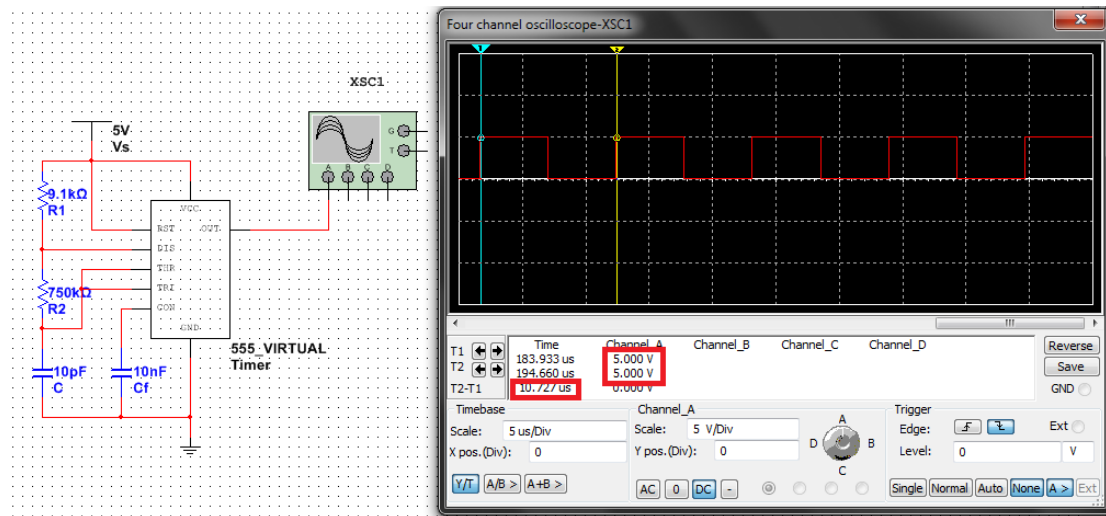 Four channel oscilloscope-XSC1
XSC1
G
T
A B C D
5V
Vs
9.1kΩ
R1
VCC
RST OUT
DIS
THR
TRI
CON
GND
750kΩ
R2
555_VIRTUAL
Timer
10pF
C
10nF
Cf
1
2
Time Channel_A Channel_B Channel_C Channel_D
T1 183.933 us 5.000 V
T2 194.660 us 5.000 V
T2-T1 10.727 us 0.000 V
Reverse
Save
GND
Timebase
Scale: 5 us/Div
X pos.(Div): 0
Y/T A/B > A+B >
Channel_A
Scale: 5 V/Div
Y pos.(Div): 0
AC 0 DC -
A
D B
C
Trigger
Edge: Ext
Level: 0 V
Single Normal Auto None A > Ext